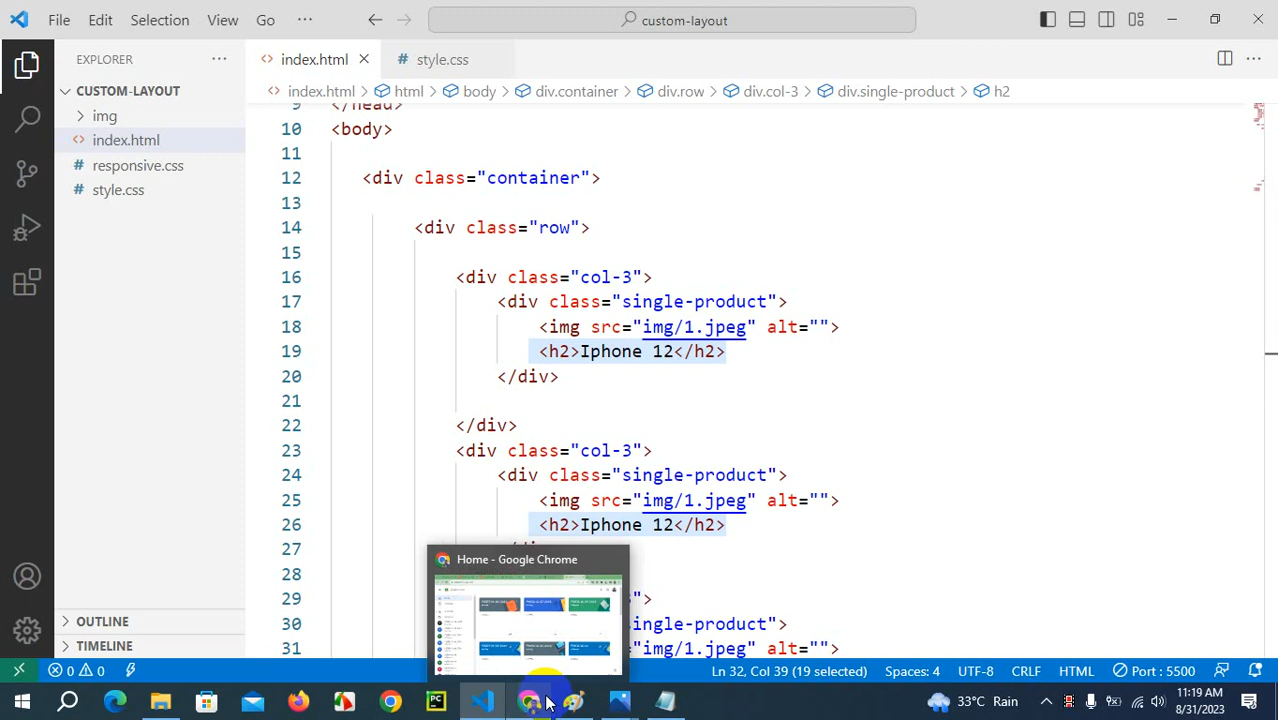 File Edit Selection View Go ··· custom-layout
EXPLORER ··· index.html style.css
CUSTOM-LAYOUT index.html > html > body > div.container > div.row > div.col-3 > div.single-product > h2
img
index.html
responsive.css
style.css
9 </head>
10 <body>
11
12 <div class="container">
13
14 <div class="row">
15
16 <div class="col-3">
17 <div class="single-product">
18 <img src="img/1.jpeg" alt="">
19 <h2>Iphone 12</h2>
20 </div>
21
22 </div>
23 <div class="col-3">
24 <div class="single-product">
25 <img src="img/1.jpeg" alt="">
26 <h2>Iphone 12</h2>
27
28
29 3">
30 single-product">
31 img/1.jpeg" alt="">
Home - Google Chrome
OUTLINE
TIMELINE
0 0 Ln 32, Col 39 (19 selected) Spaces: 4 UTF-8 CRLF HTML Port : 5500
PC 33°C Rain 11:19 AM
8/31/2023